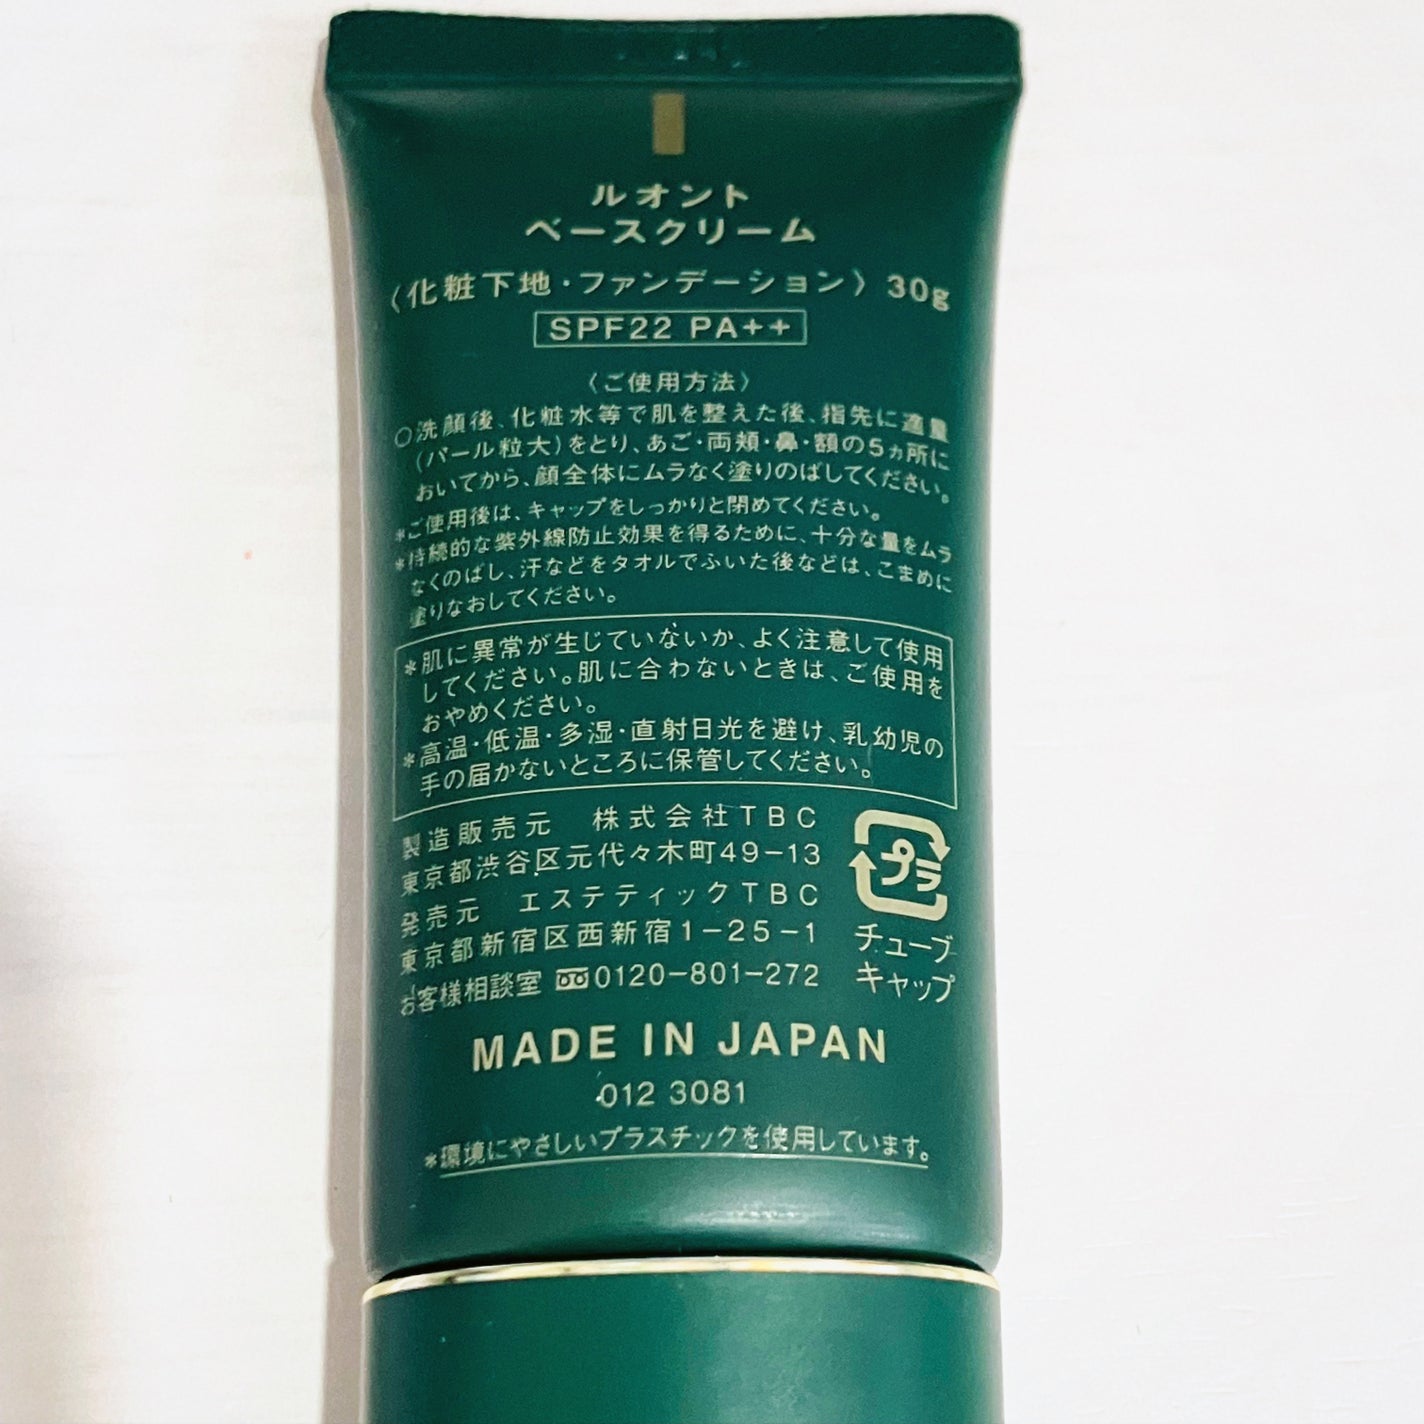 ルオント
ベースクリーム
〈化粧下地・ファンデーション〉 30g
SPF22 PA++
〈ご使用方法〉
○洗顔後、化粧水等で肌を整えた後、指先に適量
(パール粒大)をとり、あご・両頬・鼻・額の5ヵ所に
おいてから、顔全体にムラなく塗りのばしてください。
*ご使用後は、キャップをしっかりと閉めてください。
*持続的な紫外線防止効果を得るために、十分な量をムラ
なくのばし、汗などをタオルでふいた後などは、こまめに
塗りなおしてください。
*肌に異常が生じていないか、よく注意して使用
してください。肌に合わないときは、ご使用を
おやめください。
*高温・低温・多湿・直射日光を避け、乳幼児の
手の届かないところに保管してください。
製造販売元 株式会社TBC
東京都渋谷区元代々木町49-13
発売元 エステティックTBC
東京都新宿区西新宿1-25-1
お客様相談室 0120-801-272
プラ
チューブ
キャップ
MADE IN JAPAN
012 3081
*環境にやさしいプラスチックを使用しています。